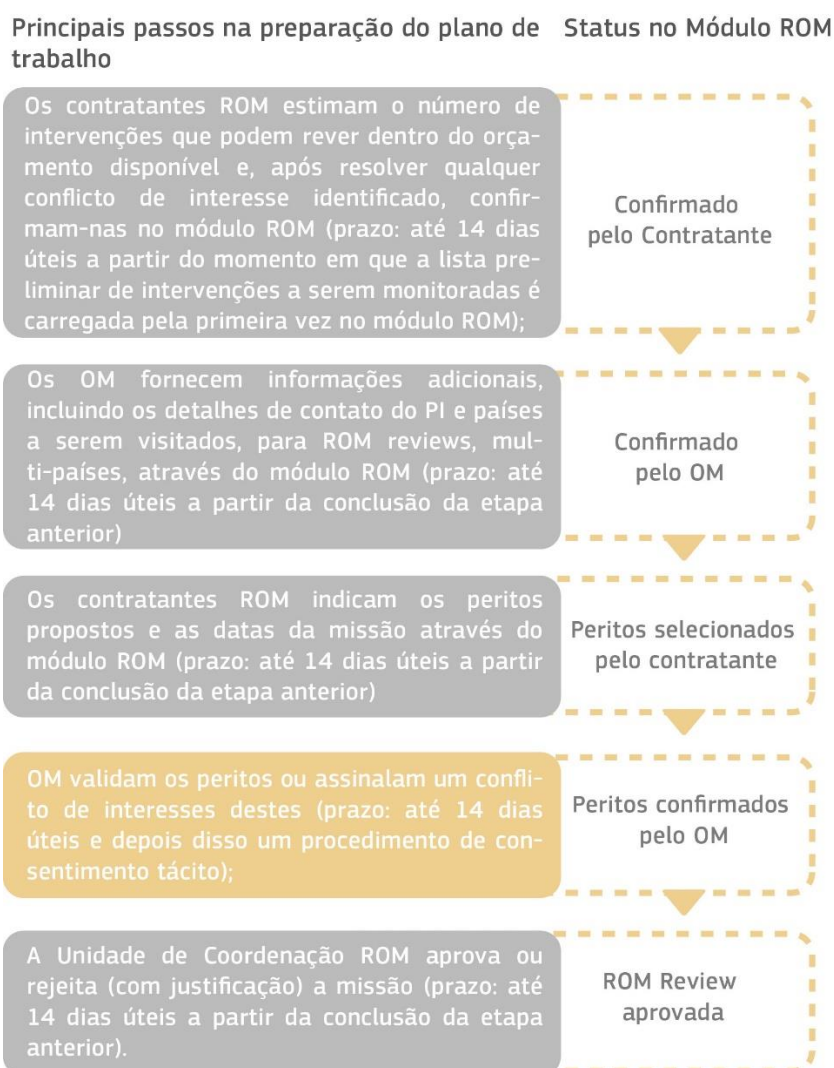 Principais passos na preparação do plano de trabalho
Status no Módulo ROM
Os contratantes ROM estimam o número de
intervenções que podem rever dentro do orça-
mento disponível e, após resolver qualquer
conflicto de interesse identificado, confir-
mam-nas no módulo ROM (prazo: até 14 dias
úteis a partir do momento em que a lista pre-
liminar de intervenções a serem monitoradas é
carregada pela primeira vez no módulo ROM);
Confirmado
pelo Contratante
Os OM fornecem informações adicionais,
incluindo os detalhes de contato do PI e países
a serem visitados, para ROM reviews, mul-
ti-países, através do módulo ROM (prazo: até
14 dias úteis a partir da conclusão da etapa
anterior)
Confirmado
pelo OM
Os contratantes ROM indicam os peritos
propostos e as datas da missão através do
módulo ROM (prazo: até 14 dias úteis a partir
da conclusão da etapa anterior)
Peritos selecionados
pelo contratante
OM validam os peritos ou assinalam um confli-
to de interesses destes (prazo: até 14 dias
úteis e depois disso um procedimento de con-
sentimento tácito);
Peritos confirmados
pelo OM
A Unidade de Coordenação ROM aprova ou
rejeita (com justificação) a missão (prazo: até
14 dias úteis a partir da conclusão da etapa
anterior).
ROM Review
aprovada